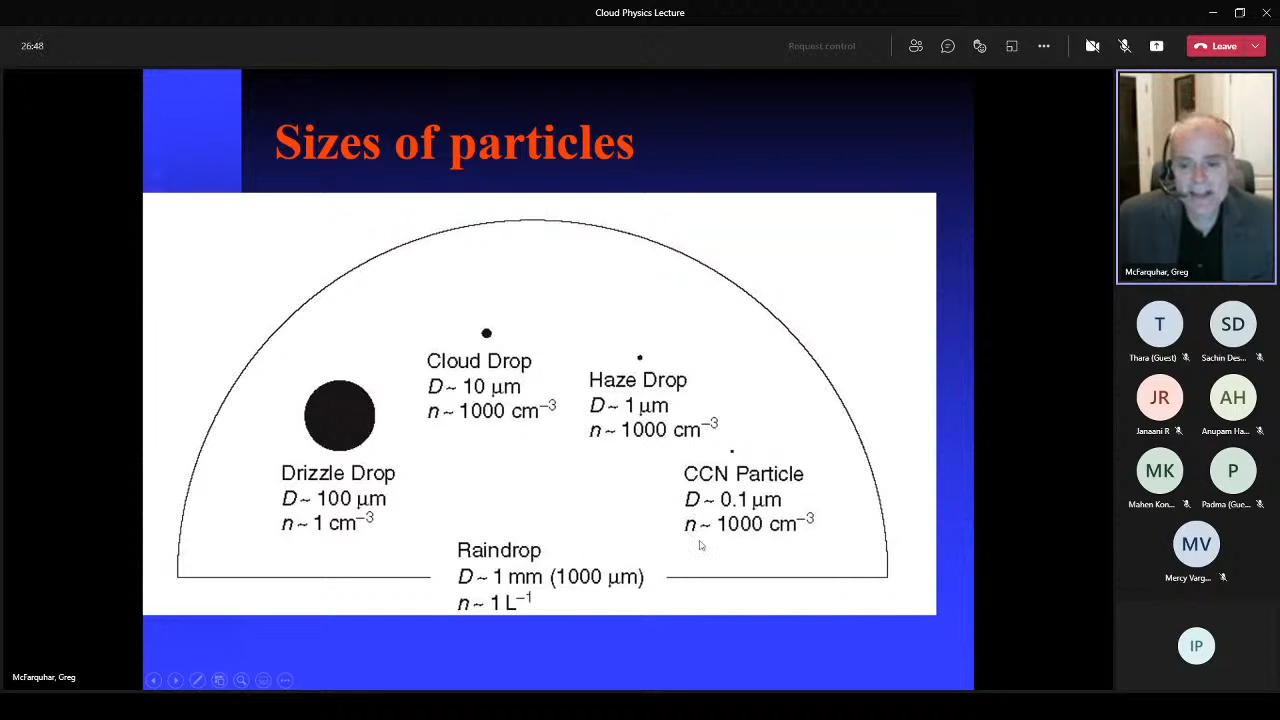 Cloud Physics Lecture
26:48
Request control
Leave
Sizes of particles
Cloud Drop
D ~ 10 μm
n ~ 1000 cm⁻³
Haze Drop
D ~ 1 μm
n ~ 1000 cm⁻³
Drizzle Drop
D ~ 100 μm
n ~ 1 cm⁻³
CCN Particle
D ~ 0.1 μm
n ~ 1000 cm⁻³
Raindrop
D ~ 1 mm (1000 μm)
n ~ 1 L⁻¹
McFarquhar, Greg
McFarquhar, Greg
T
Thara (Guest)
SD
Sachin Des...
JR
Janaani R
AH
Anupam Ha...
MK
Mahen Kon...
P
Padma (Gue...
MV
Mercy Varg...
IP